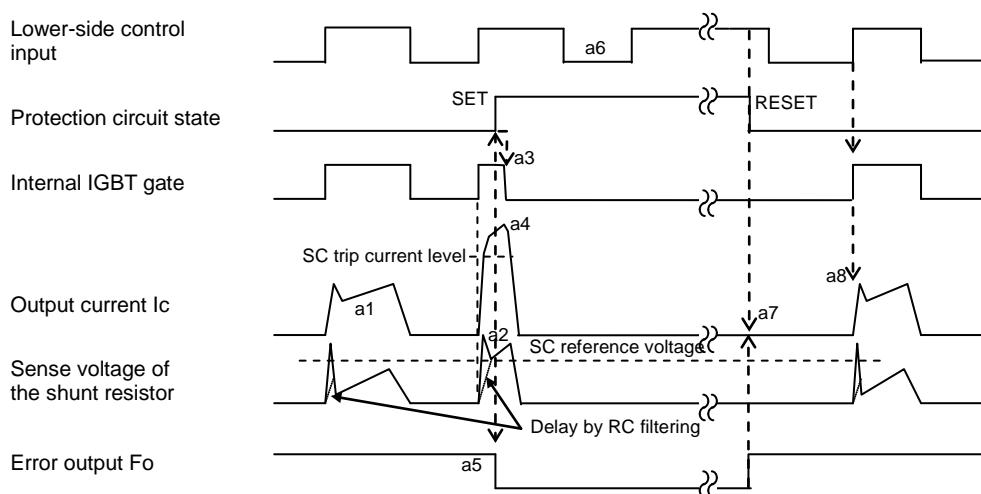 Lower-side control
input
a6
SET
RESET
Protection circuit state
a3
Internal IGBT gate
a4
SC trip current level
a8
Output current Ic
a1
a7
a2
SC reference voltage
Sense voltage of
the shunt resistor
Delay by RC filtering
Error output Fo
a5